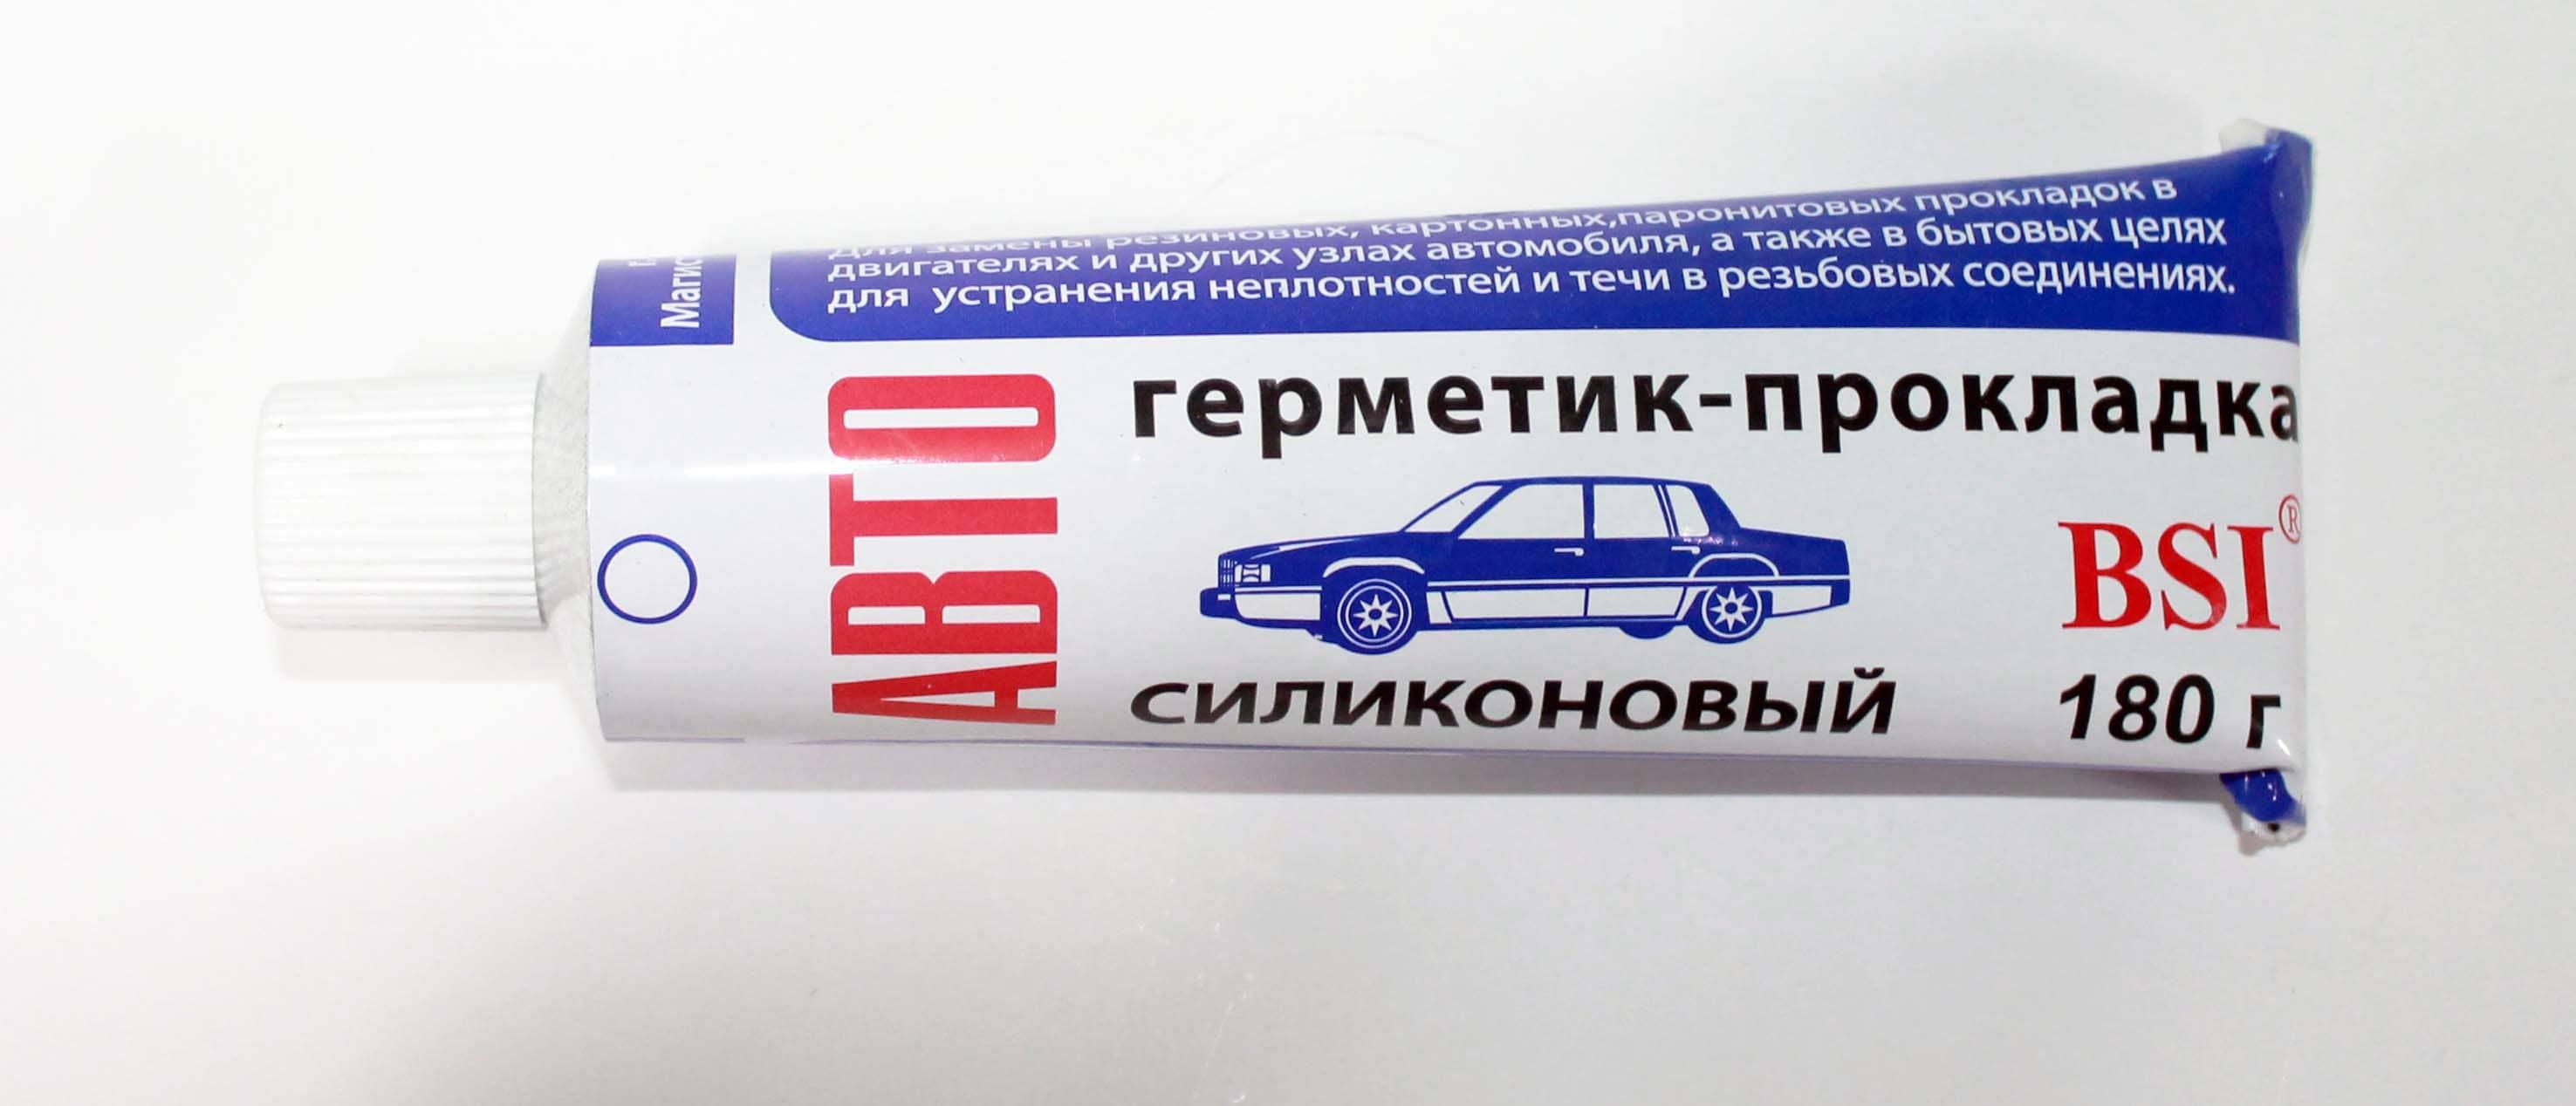 Для замены резиновых, картонных,паронитовых прокладок в
двигателях и других узлах автомобиля, а также в бытовых целях
для устранения неплотностей и течи в резьбовых соединениях.
АВТО
герметик-прокладка
BSI®
силиконовый
180 г